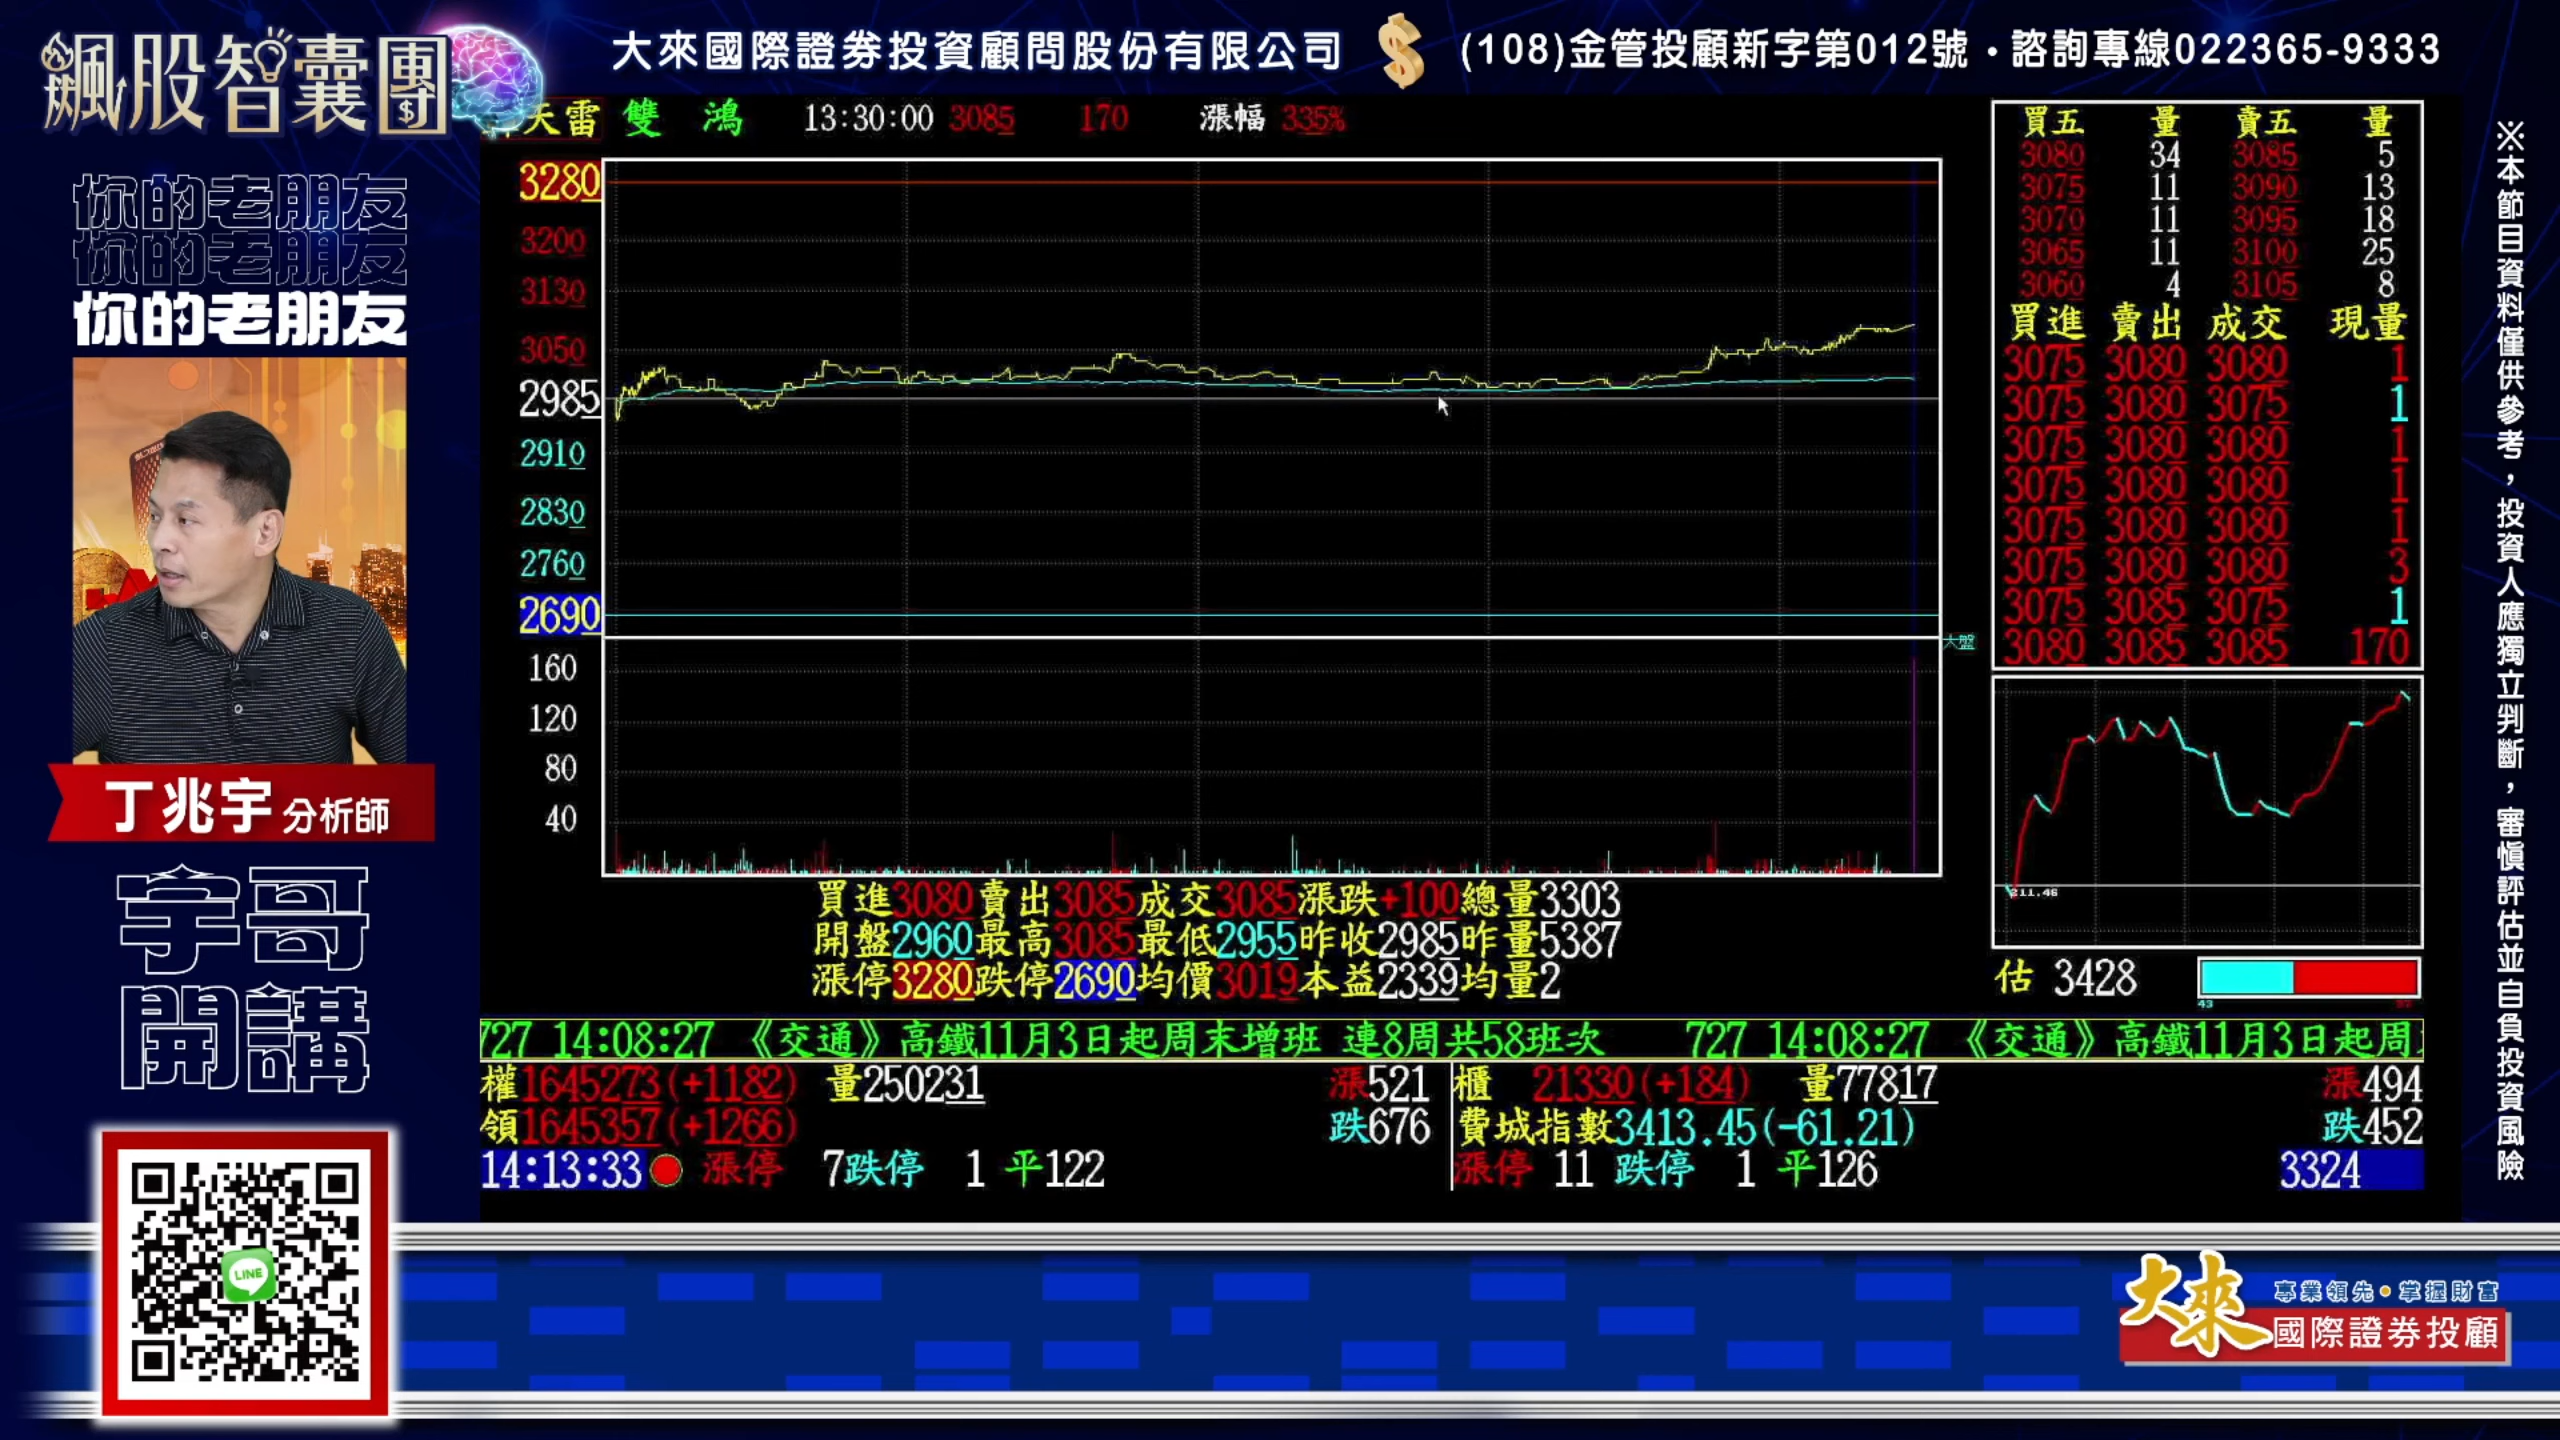 飆股智囊團
大來國際證券投資顧問股份有限公司
(108)金管投顧新字第012號・諮詢專線022365-9333
你的老朋友
你的老朋友
你的老朋友
丁兆宇 分析師
宇哥
開講
LINE
天雷 雙 鴻 13:30:00 3085 170 漲幅 335%
3280
3200
3130
3050
2985
2910
2830
2760
2690
160
120
80
40
大盤
買五 量 賣五 量
3080 34 3085 5
3075 11 3090 13
3070 11 3095 18
3065 11 3100 25
3060 4 3105 8
買進 賣出 成交 現量
3075 3080 3080 1
3075 3080 3075 1
3075 3080 3080 1
3075 3080 3080 1
3075 3080 3080 1
3075 3080 3080 3
3075 3085 3075 1
3080 3085 3085 170
211.46
估 3428
43
買進3080賣出3085成交3085漲跌+100總量3303
開盤2960最高3085最低2955昨收2985昨量5387
漲停3280跌停2690均價3019本益2339均量2
727 14:08:27 《交通》高鐵11月3日起周末增班 連8周共58班次 727 14:08:27 《交通》高鐵11月3日起周
權1645273(+1182) 量250231 漲521
領1645357(+1266) 跌676
14:13:33 漲停 7跌停 1 平122
櫃 21330(+184) 量77817 漲494
費城指數3413.45(-61.21) 跌452
漲停 11 跌停 1 平126 3324
※本節目資料僅供參考，投資人應獨立判斷，審慎評估並自負投資風險
大來
專業領先•掌握財富
國際證券投顧